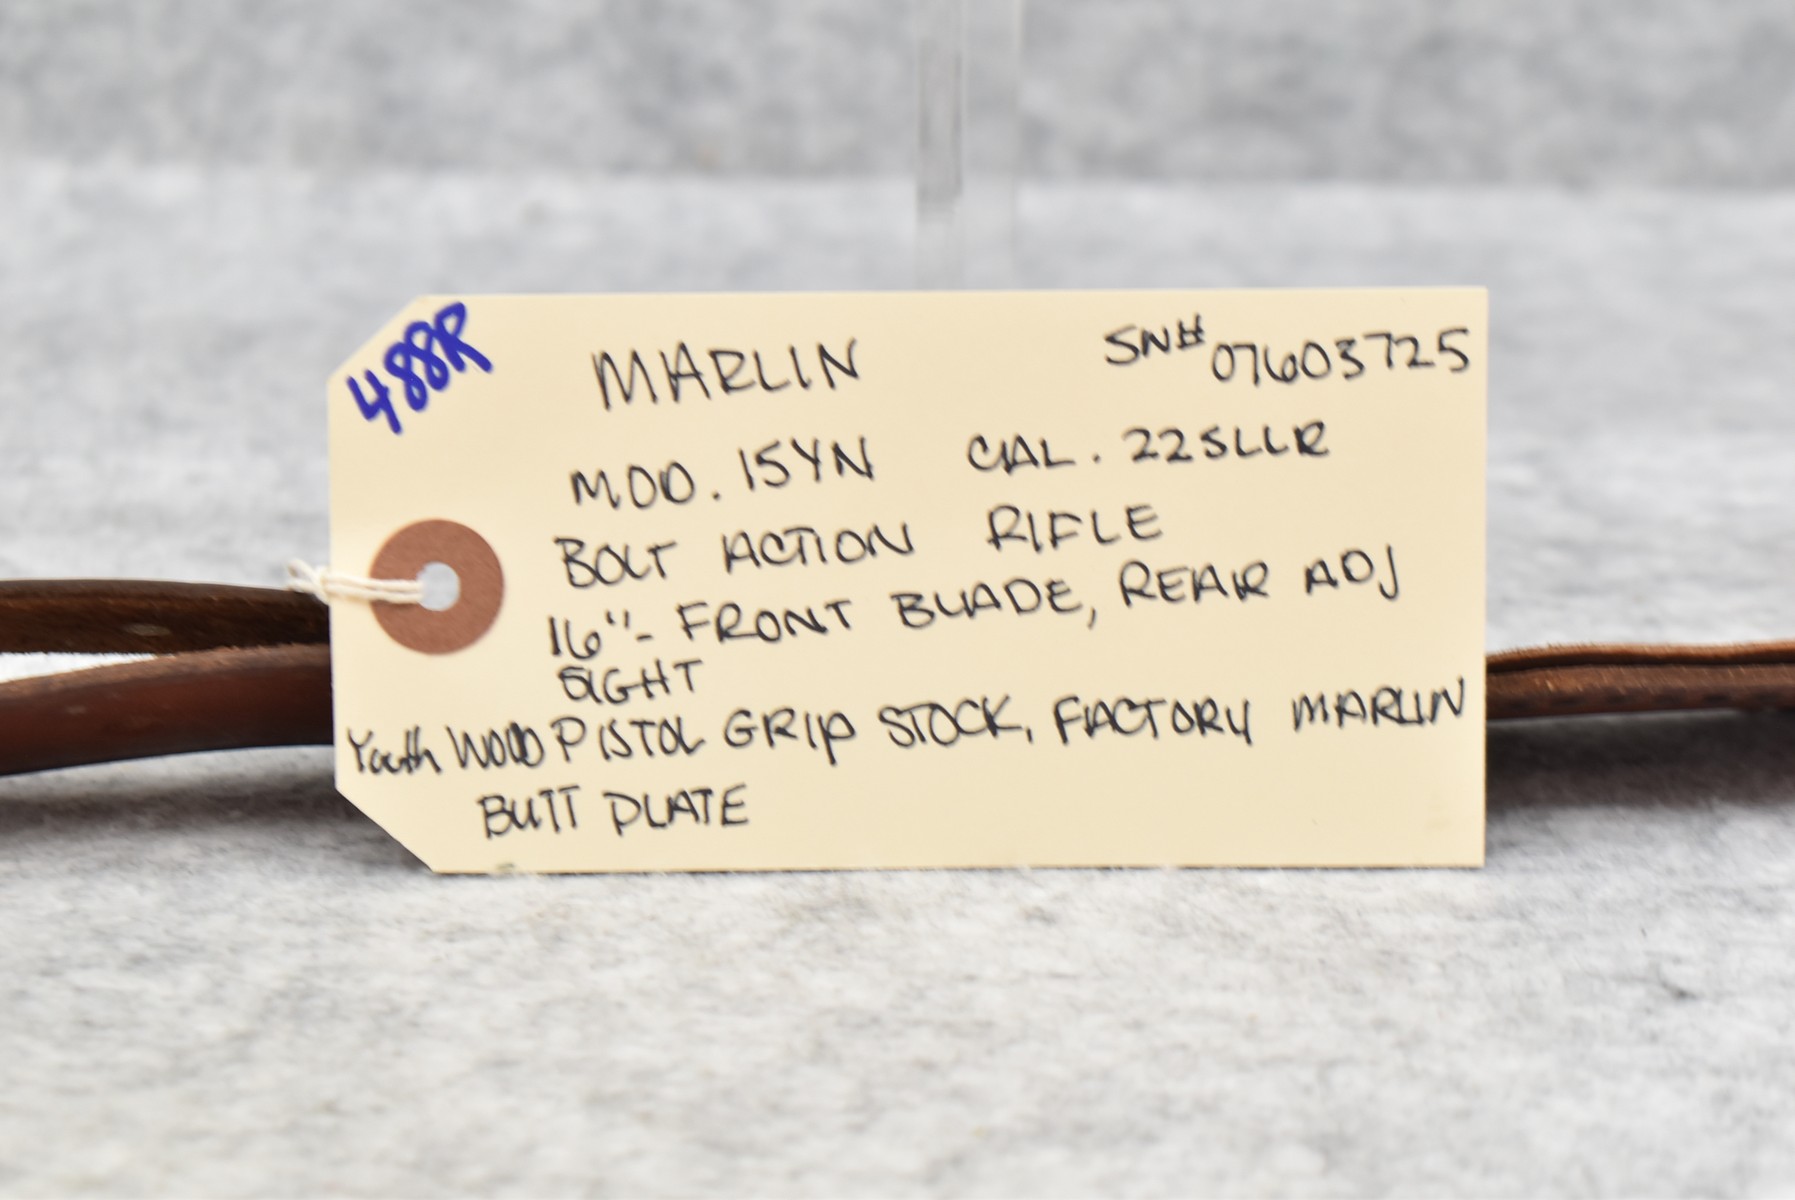 488R
MARLIN SN# 07603725
MOD. 15YN CAL. 22SLLR
BOLT ACTION RIFLE
16"- FRONT BLADE, REAR ADJ
SIGHT
Youth WOOD PISTOL GRIP STOCK, FACTORY MARLIN
BUTT PLATE